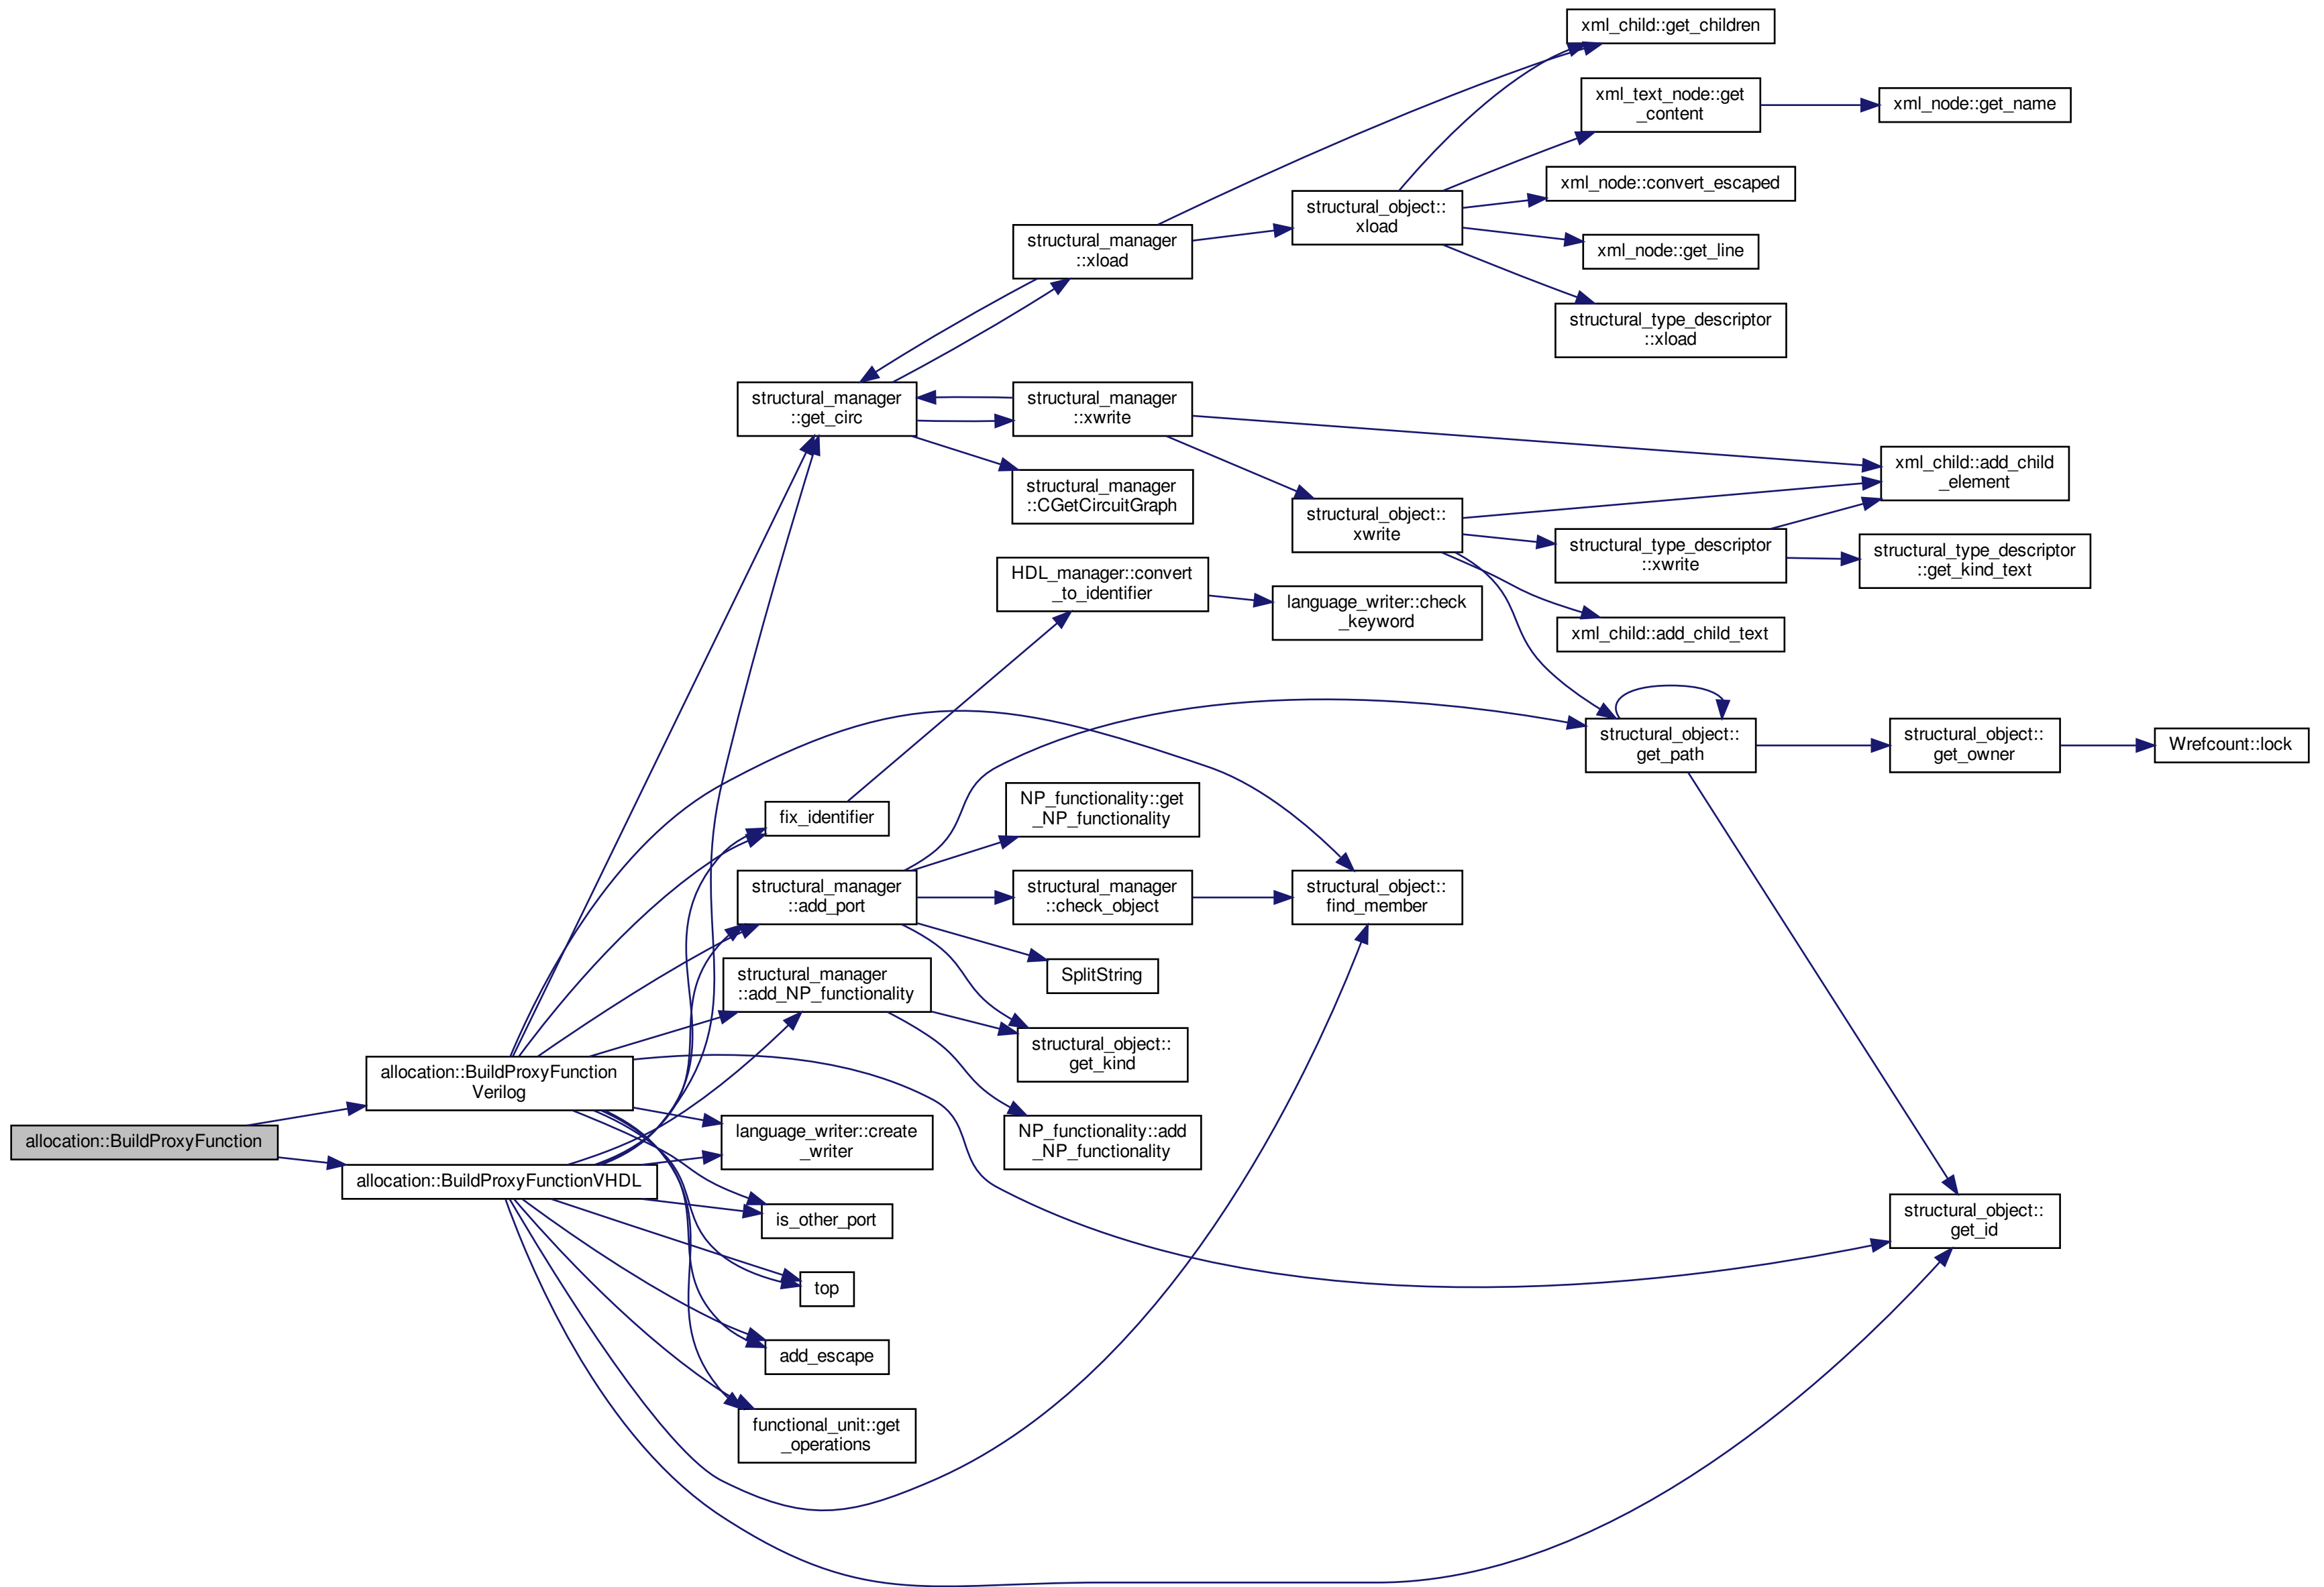 xml_child::get_children
xml_text_node::get
_content
xml_node::get_name
xml_node::convert_escaped
structural_object::
xload
structural_manager
::xload
xml_node::get_line
structural_type_descriptor
::xload
structural_manager
::get_circ
structural_manager
::xwrite
xml_child::add_child
_element
structural_manager
::CGetCircuitGraph
structural_object::
xwrite
structural_type_descriptor
::xwrite
structural_type_descriptor
::get_kind_text
HDL_manager::convert
_to_identifier
language_writer::check
_keyword
xml_child::add_child_text
structural_object::
get_path
structural_object::
get_owner
Wrefcount::lock
NP_functionality::get
_NP_functionality
fix_identifier
structural_manager
::add_port
structural_manager
::check_object
structural_object::
find_member
SplitString
structural_manager
::add_NP_functionality
structural_object::
get_kind
allocation::BuildProxyFunction
Verilog
allocation::BuildProxyFunction
language_writer::create
_writer
NP_functionality::add
_NP_functionality
allocation::BuildProxyFunctionVHDL
is_other_port
structural_object::
get_id
top
add_escape
functional_unit::get
_operations